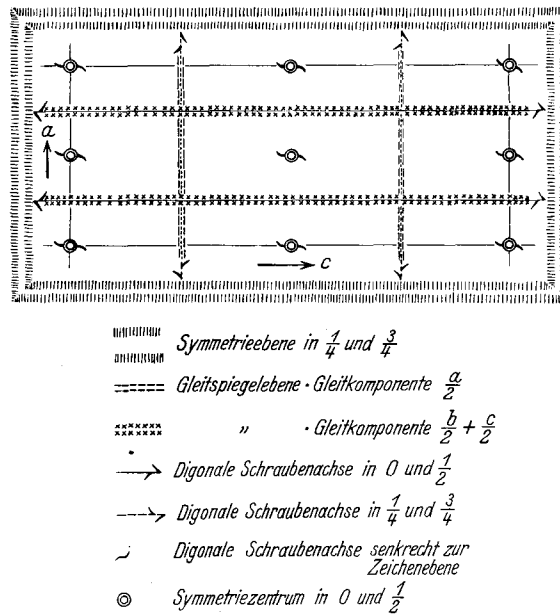 a
c
Symmetrieebene in 1/4 und 3/4
Gleitspiegelebene · Gleitkomponente a/2
„ · Gleitkomponente b/2 + c/2
Digonale Schraubenachse in 0 und 1/2
Digonale Schraubenachse in 1/4 und 3/4
Digonale Schraubenachse senkrecht zur
Zeichenebene
Symmetriezentrum in 0 und 1/2